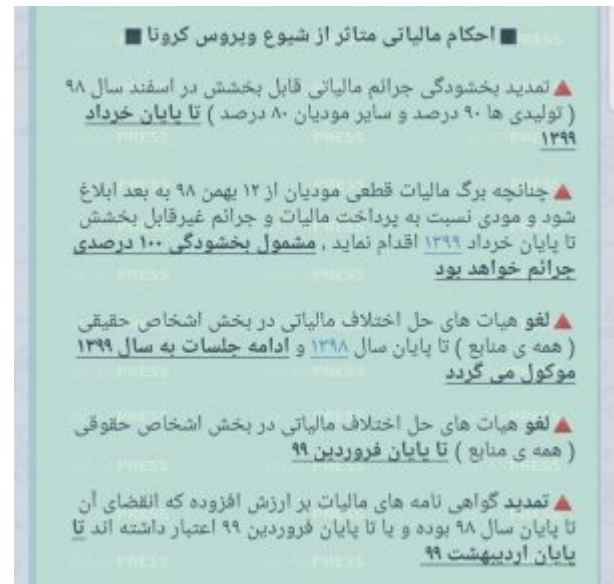 ■ احکام مالیاتی متاثر از شیوع ویروس کرونا ■
🔺تمدید بخشودگی جرائم مالیاتی قابل بخشش در اسفند سال ۹۸
( تولیدی ها ۹۰ درصد و سایر مودیان ۸۰ درصد ) تا پایان خرداد
۱۳۹۹
🔺چنانچه برگ مالیات قطعی مودیان از ۱۲ بهمن ۹۸ به بعد ابلاغ
شود و مودی نسبت به پرداخت مالیات و جرائم غیرقابل بخشش
تا پایان خرداد ۱۳۹۹ اقدام نماید , مشمول بخشودگی ۱۰۰ درصدی
جرائم خواهد بود
🔺لغو هیات های حل اختلاف مالیاتی در بخش اشخاص حقیقی
( همه ی منابع ) تا پایان سال ۱۳۹۸ و ادامه جلسات به سال ۱۳۹۹
موکول می گردد
🔺لغو هیات های حل اختلاف مالیاتی در بخش اشخاص حقوقی
( همه ی منابع ) تا پایان فروردین ۹۹
🔺تمدید گواهی نامه های مالیات بر ارزش افزوده که انقضای آن
تا پایان سال ۹۸ بوده و یا تا پایان فروردین ۹۹ اعتبار داشته اند تا
پایان اردیبهشت ۹۹